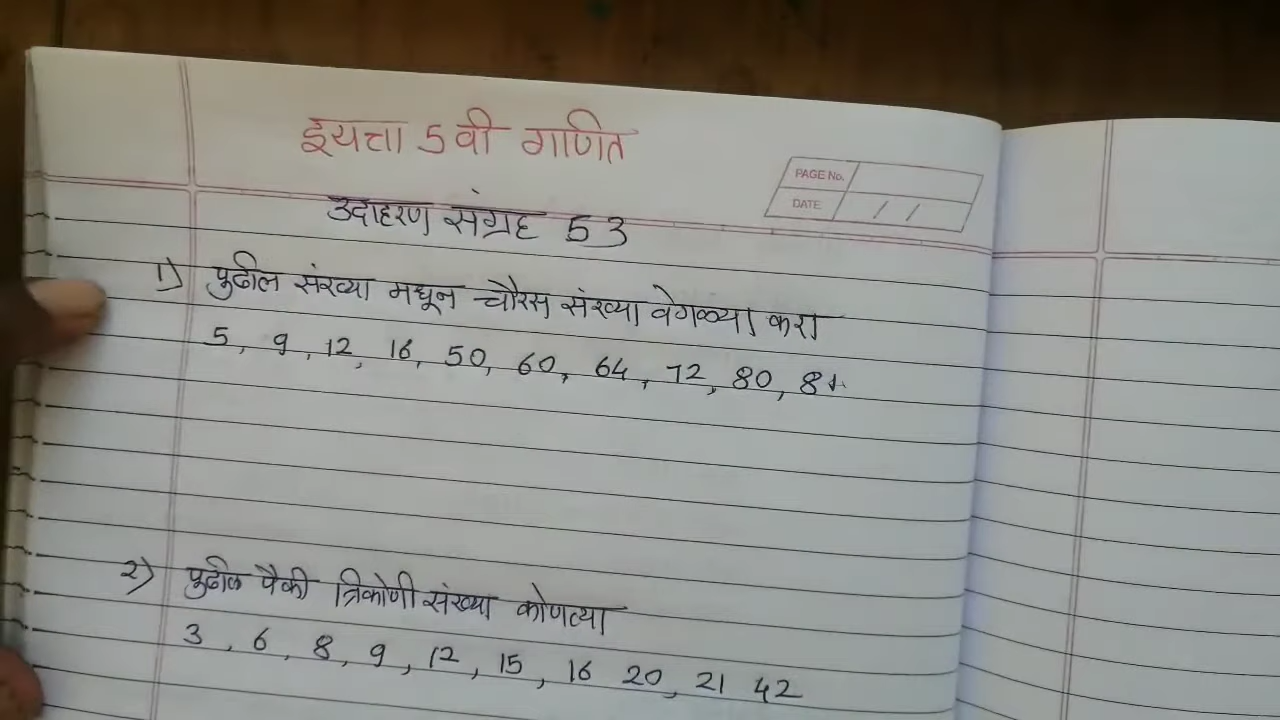 इयत्ता 5 वी गणित
PAGE No.
DATE / /
उदाहरण संग्रह 53
1) पुढील संख्या मधून चौरस संख्या वेगळ्या करा
5, 9, 12, 16, 50, 60, 64, 72, 80, 81
2) पुढील पैकी त्रिकोणी संख्या कोणत्या
3, 6, 8, 9, 12, 15, 16 20, 21 42